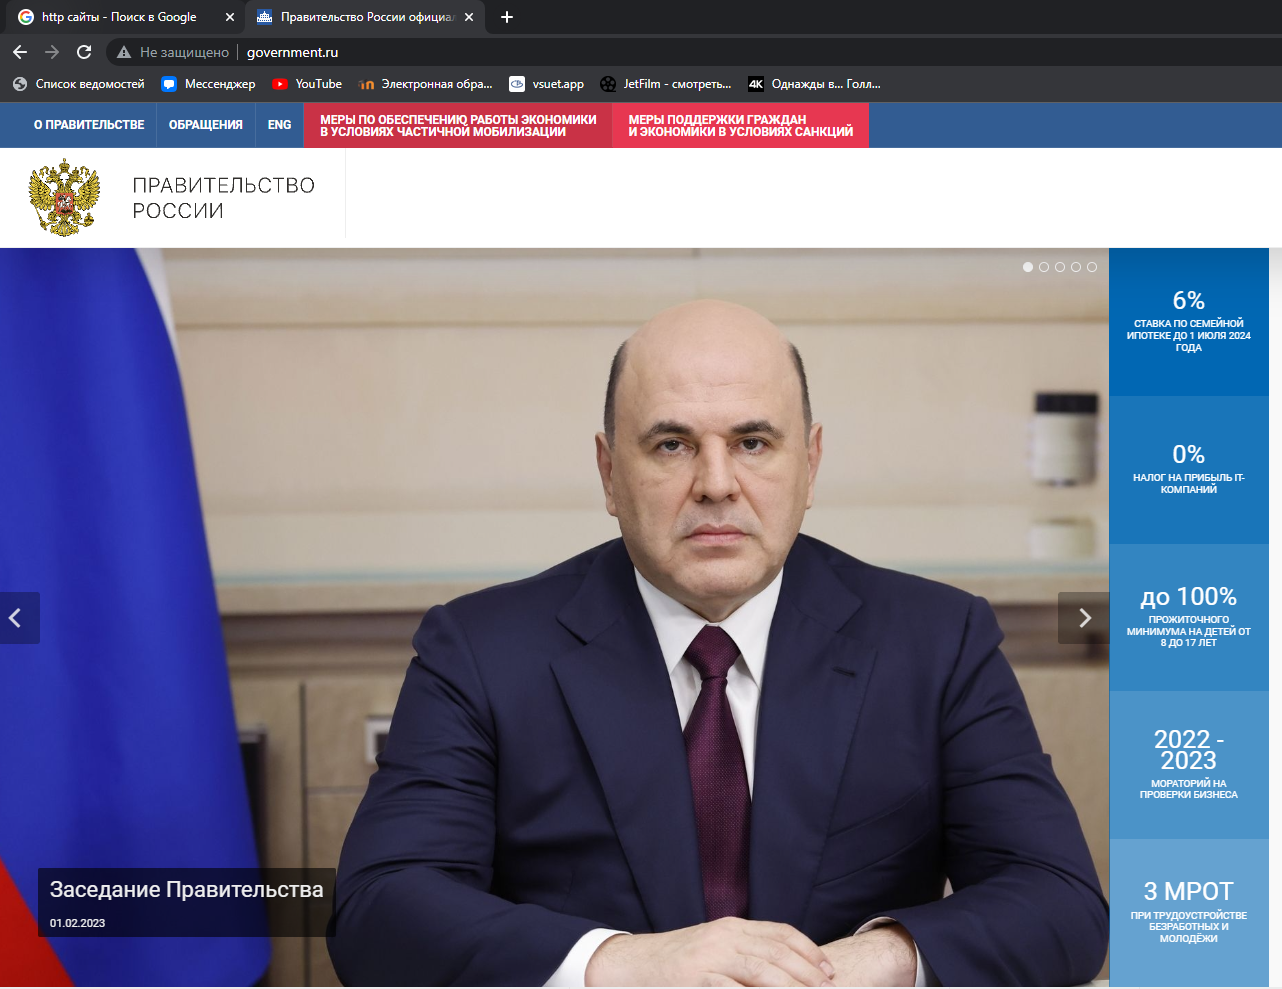 http сайты - Поиск в Google
Правительство России официал
Не защищено
government.ru
Список ведомостей
Мессенджер
YouTube
Электронная обра...
vsuet.app
JetFilm - смотреть...
4K
Однажды в... Голл...
О ПРАВИТЕЛЬСТВЕ
ОБРАЩЕНИЯ
ENG
МЕРЫ ПО ОБЕСПЕЧЕНИЮ РАБОТЫ ЭКОНОМИКИ
В УСЛОВИЯХ ЧАСТИЧНОЙ МОБИЛИЗАЦИИ
МЕРЫ ПОДДЕРЖКИ ГРАЖДАН
И ЭКОНОМИКИ В УСЛОВИЯХ САНКЦИЙ
ПРАВИТЕЛЬСТВО
РОССИИ
6%
СТАВКА ПО СЕМЕЙНОЙ
ИПОТЕКЕ ДО 1 ИЮЛЯ 2024
ГОДА
0%
НАЛОГ НА ПРИБЫЛЬ IT-
КОМПАНИЙ
до 100%
ПРОЖИТОЧНОГО
МИНИМУМА НА ДЕТЕЙ ОТ
8 ДО 17 ЛЕТ
2022 -
2023
МОРАТОРИЙ НА
ПРОВЕРКИ БИЗНЕСА
3 МРОТ
ПРИ ТРУДОУСТРОЙСТВЕ
БЕЗРАБОТНЫХ И
МОЛОДЁЖИ
Заседание Правительства
01.02.2023